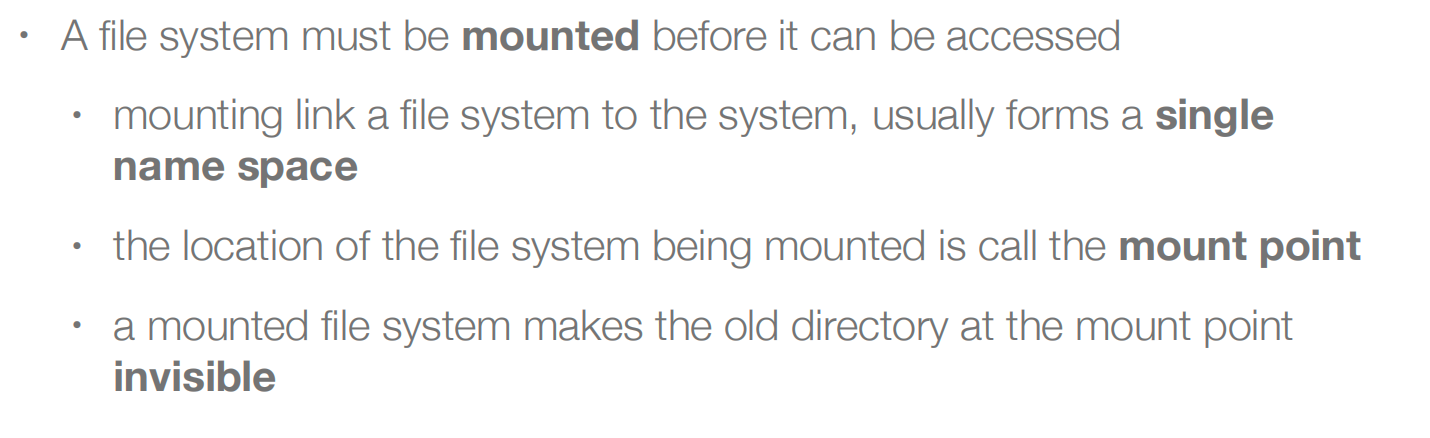 • A file system must be mounted before it can be accessed
• mounting link a file system to the system, usually forms a single
name space
• the location of the file system being mounted is call the mount point
• a mounted file system makes the old directory at the mount point
invisible